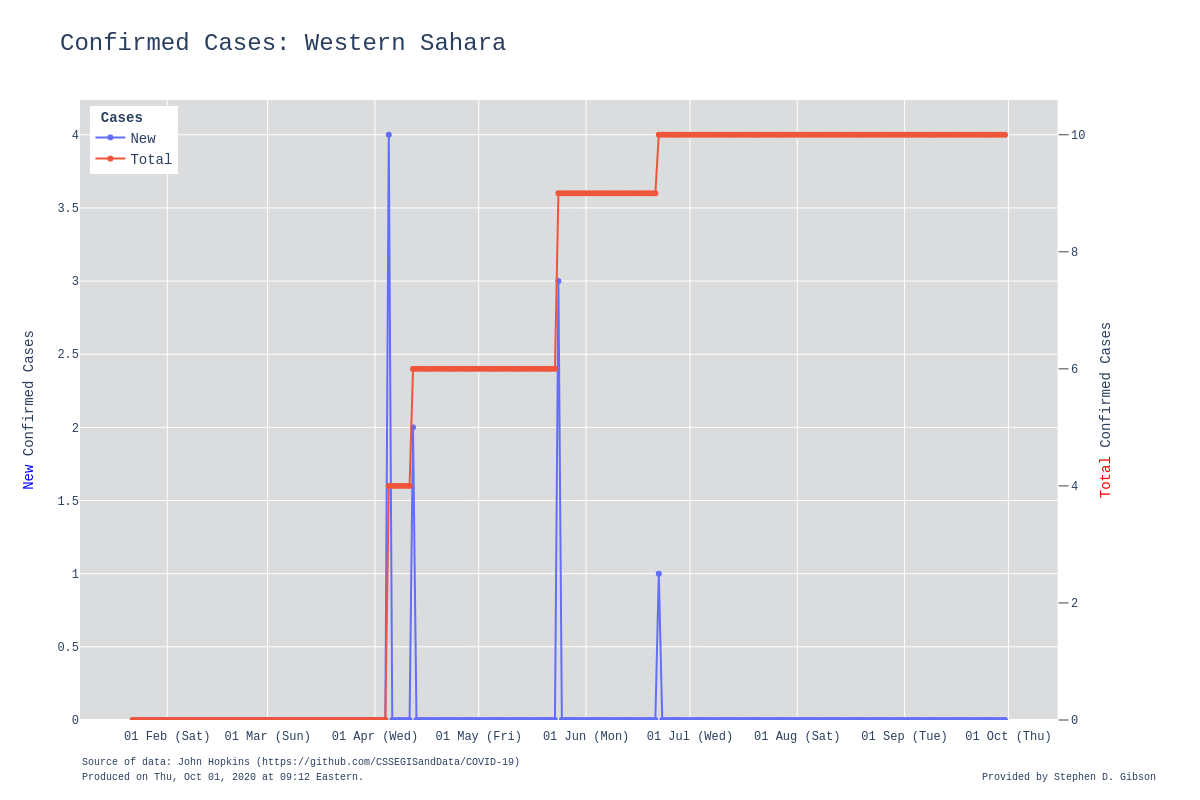 Confirmed Cases: Western Sahara
Cases
New
Total
4
3.5
3
2.5
2
1.5
1
0.5
0
New Confirmed Cases
10
8
6
4
2
0
Total Confirmed Cases
01 Feb (Sat) 01 Mar (Sun) 01 Apr (Wed) 01 May (Fri) 01 Jun (Mon) 01 Jul (Wed) 01 Aug (Sat) 01 Sep (Tue) 01 Oct (Thu)
Source of data: John Hopkins (https://github.com/CSSEGISandData/COVID-19)
Produced on Thu, Oct 01, 2020 at 09:12 Eastern.
Provided by Stephen D. Gibson